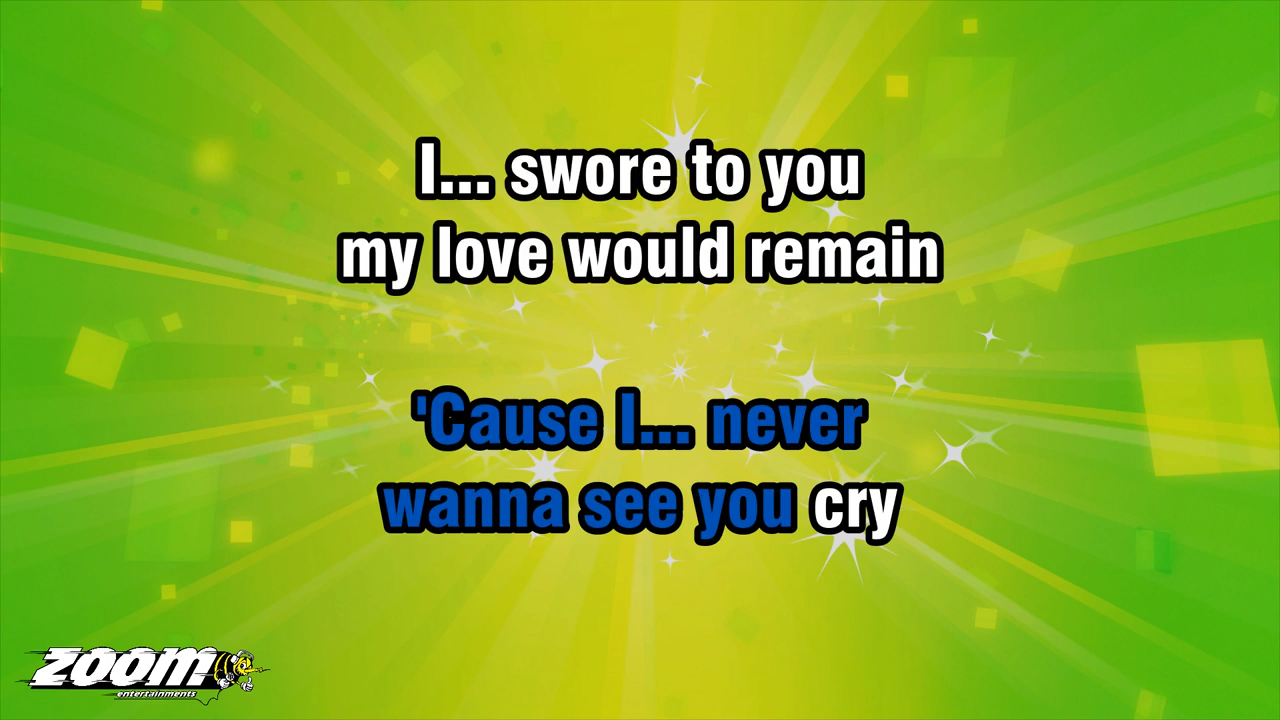 I... swore to you
my love would remain
'Cause I... never
wanna see you cry
ZOOM
entertainments